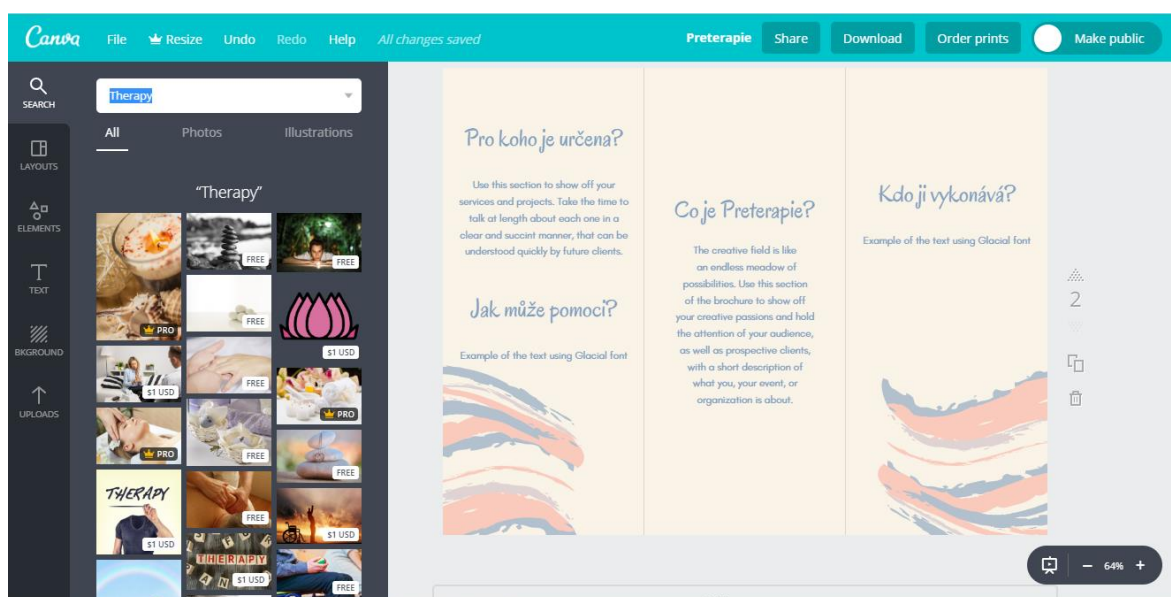 Canva
File
Resize
Undo
Redo
Help
All changes saved
Preterapie
Share
Download
Order prints
Make public
SEARCH
LAYOUTS
ELEMENTS
TEXT
BKGROUND
UPLOADS
Therapy
All
Photos
Illustrations
“Therapy”
PRO
FREE
FREE
FREE
$1 USD
$1 USD
FREE
PRO
PRO
FREE
FREE
THERAPY
$1 USD
FREE
$1 USD
THERAPY
$1 USD
FREE
Pro koho je určena?
Use this section to show off your
services and projects. Take the time to
talk at length about each one in a
clear and succint manner, that can be
understood quickly by future clients.
Jak může pomoci?
Example of the text using Glacial font
Co je Preterapie?
The creative field is like
an endless meadow of
possibilities. Use this section
of the brochure to show off
your creative passions and hold
the attention of your audience,
as well as prospective clients,
with a short description of
what you, your event, or
organization is about.
Kdo ji vykonává?
Example of the text using Glacial font
2
− 64% +